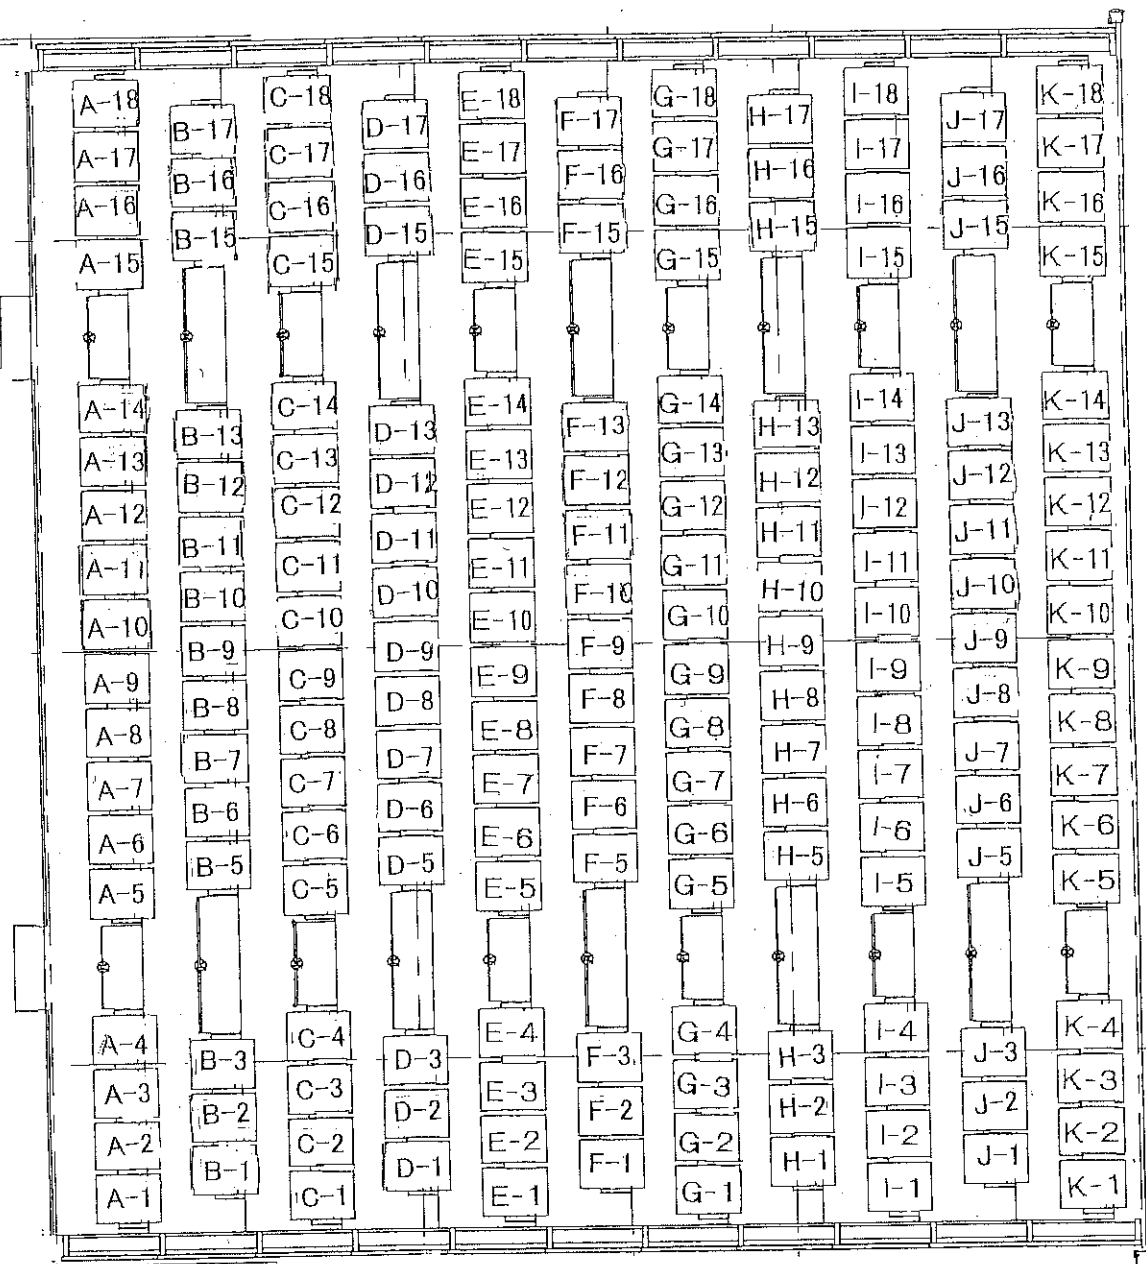 A-18 C-18 E-18 G-18 I-18 K-18
B-17 D-17 F-17 H-17 J-17
A-17 C-17 E-17 G-17 I-17 K-17
B-16 D-16 F-16 H-16 J-16
A-16 C-16 E-16 G-16 I-16 K-16
B-15 D-15 F-15 H-15 J-15
A-15 C-15 E-15 G-15 I-15 K-15
A-14 C-14 E-14 G-14 I-14 K-14
B-13 D-13 F-13 H-13 J-13
A-13 C-13 E-13 G-13 I-13 K-13
B-12 D-12 F-12 H-12 J-12
A-12 C-12 E-12 G-12 I-12 K-12
B-11 D-11 F-11 H-11 J-11
A-11 C-11 E-11 G-11 I-11 K-11
B-10 D-10 F-10 H-10 J-10
A-10 C-10 E-10 G-10 I-10 K-10
B-9 D-9 F-9 H-9 J-9
A-9 C-9 E-9 G-9 I-9 K-9
B-8 D-8 F-8 H-8 J-8
A-8 C-8 E-8 G-8 I-8 K-8
B-7 D-7 F-7 H-7 J-7
A-7 C-7 E-7 G-7 I-7 K-7
B-6 D-6 F-6 H-6 J-6
A-6 C-6 E-6 G-6 I-6 K-6
B-5 D-5 F-5 H-5 J-5
A-5 C-5 E-5 G-5 I-5 K-5
A-4 C-4 E-4 G-4 I-4 K-4
B-3 D-3 F-3 H-3 J-3
A-3 C-3 E-3 G-3 I-3 K-3
B-2 D-2 F-2 H-2 J-2
A-2 C-2 E-2 G-2 I-2 K-2
B-1 D-1 F-1 H-1 J-1
A-1 C-1 E-1 G-1 I-1 K-1